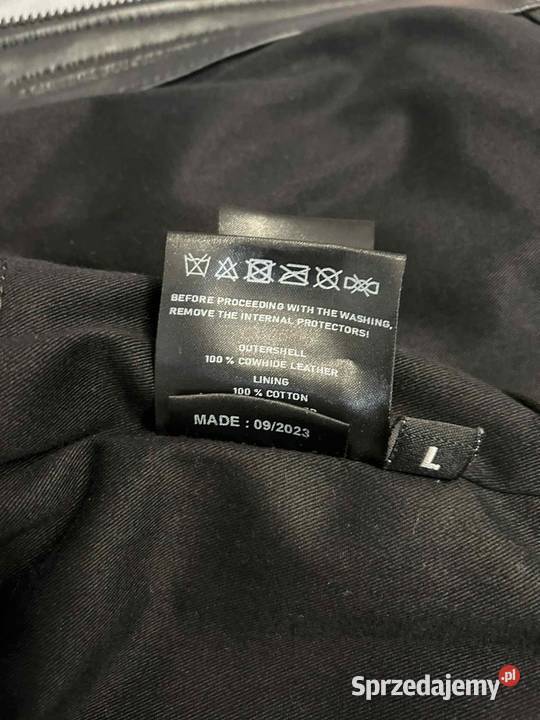 BEFORE PROCEEDING WITH THE WASHING,
REMOVE THE INTERNAL PROTECTORS!
OUTERSHELL
100 % COWHIDE LEATHER
LINING
100 % COTTON
MADE : 09/2023
L
Sprzedajemy.pl